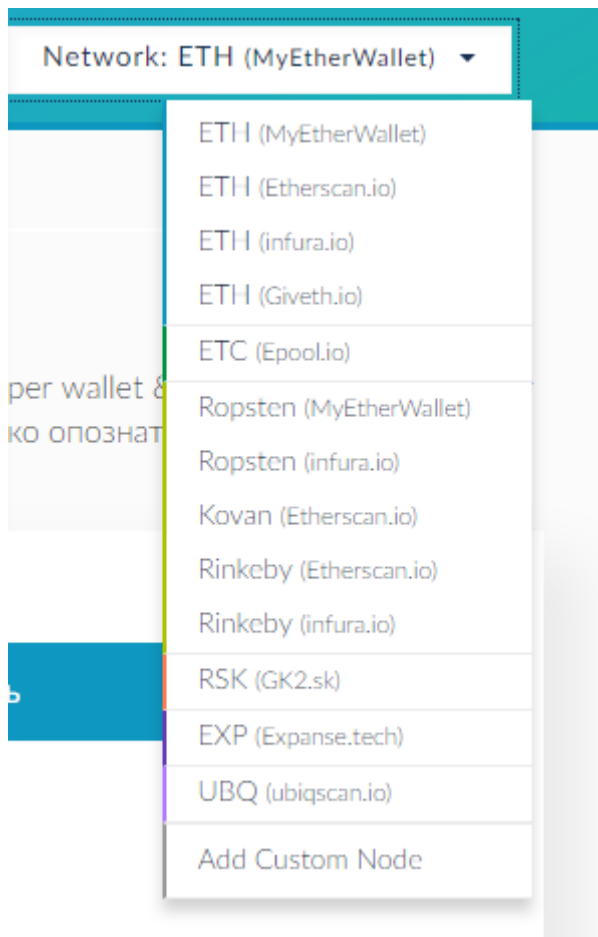 Network: ETH (MyEtherWallet)
ETH (MyEtherWallet)
ETH (Etherscan.io)
ETH (infura.io)
ETH (Giveth.io)
ETC (Epool.io)
per wallet &
Ropsten (MyEtherWallet)
ко опознат
Ropsten (infura.io)
Kovan (Etherscan.io)
Rinkeby (Etherscan.io)
Rinkeby (infura.io)
RSK (GK2.sk)
ь
EXP (Expanse.tech)
UBQ (ubiqscan.io)
Add Custom Node